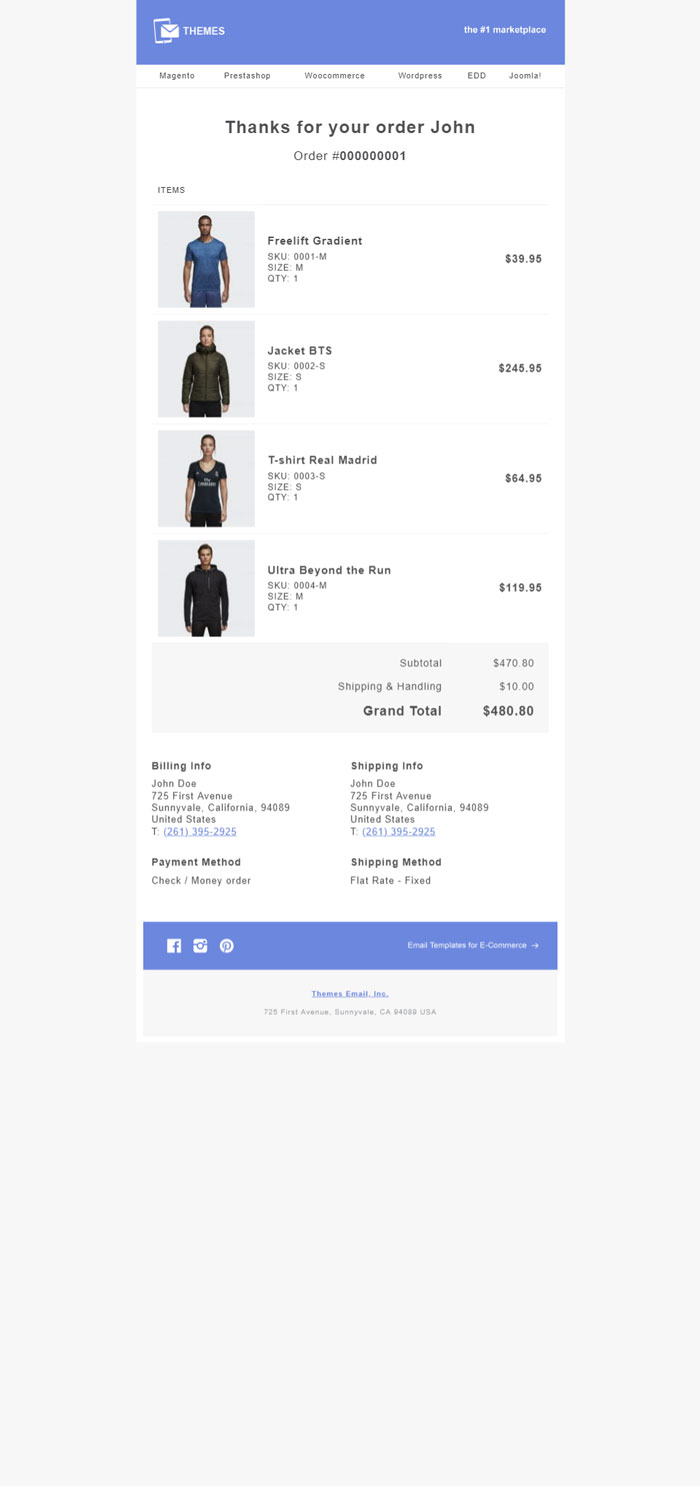 THEMES
the #1 marketplace
Magento Prestashop Woocommerce Wordpress EDD Joomla!
Thanks for your order John
Order #000000001
ITEMS
Freelift Gradient
SKU: 0001-M
SIZE: M
QTY: 1
$39.95
Jacket BTS
SKU: 0002-S
SIZE: S
QTY: 1
$245.95
Fly
Emirates
T-shirt Real Madrid
SKU: 0003-S
SIZE: S
QTY: 1
$64.95
Ultra Beyond the Run
SKU: 0004-M
SIZE: M
QTY: 1
$119.95
Subtotal $470.80
Shipping & Handling $10.00
Grand Total $480.80
Billing Info
John Doe
725 First Avenue
Sunnyvale, California, 94089
United States
T: (261) 395-2925
Shipping Info
John Doe
725 First Avenue
Sunnyvale, California, 94089
United States
T: (261) 395-2925
Payment Method
Check / Money order
Shipping Method
Flat Rate - Fixed
Email Templates for E-Commerce →
Themes Email, Inc.
725 First Avenue, Sunnyvale, CA 94089 USA